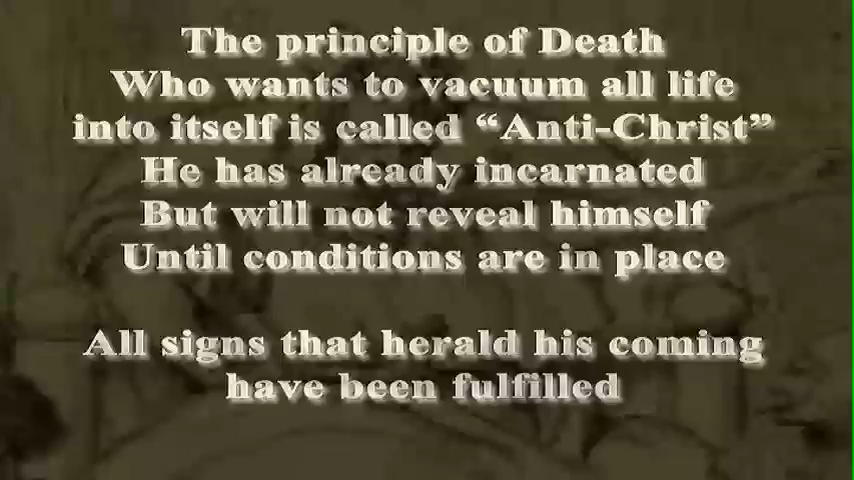 The principle of Death
Who wants to vacuum all life
into itself is called “Anti-Christ”
He has already incarnated
But will not reveal himself
Until conditions are in place
All signs that herald his coming
have been fulfilled